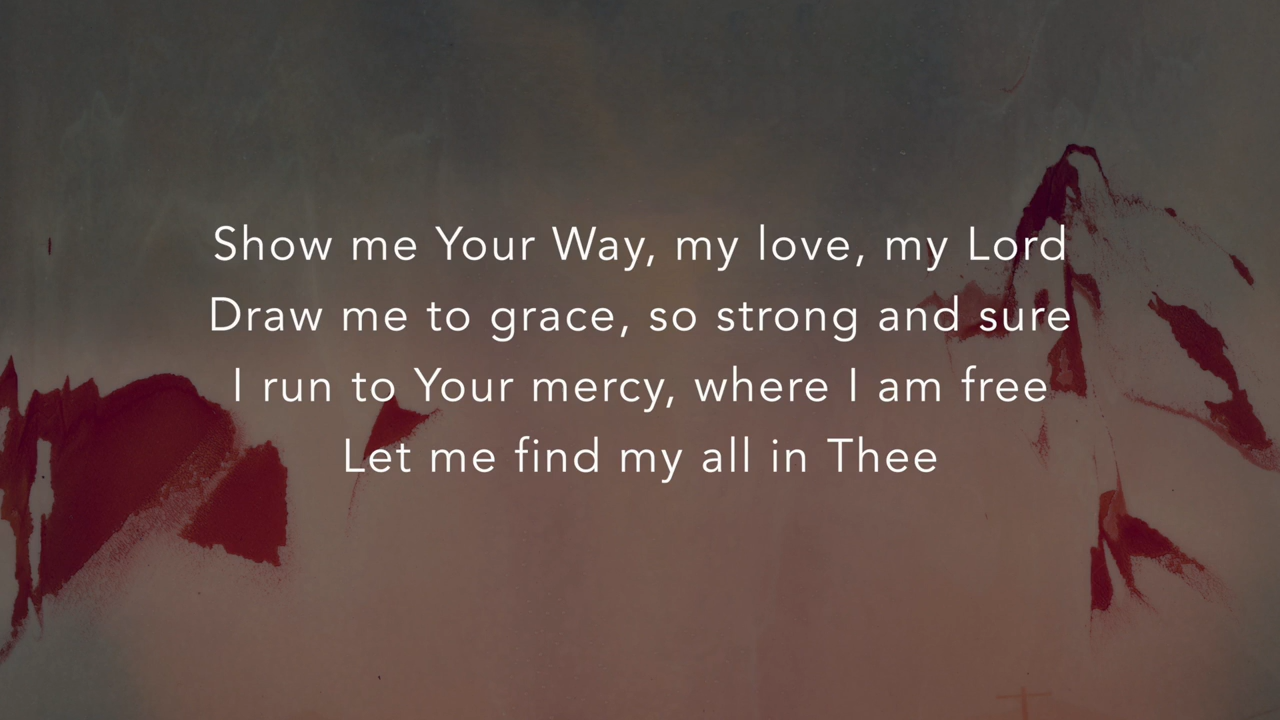 Show me Your Way, my love, my Lord
Draw me to grace, so strong and sure
I run to Your mercy, where I am free
Let me find my all in Thee